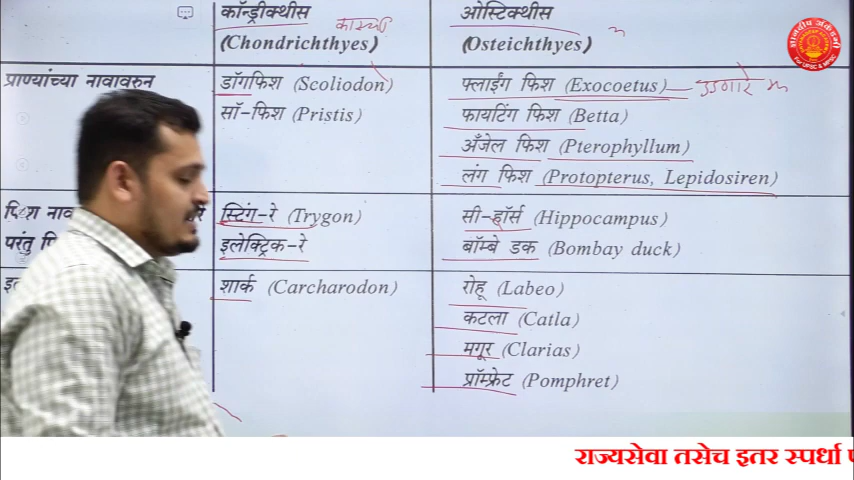 कॉन्ड्रीक्थीस
(Chondrichthyes)
ओस्टिक्थीस
(Osteichthyes)
प्राण्यांच्या नावावरुन
डॉगफिश (Scoliodon)
सॉ-फिश (Pristis)
फ्लाईंग फिश (Exocoetus)
फायटिंग फिश (Betta)
अँजेल फिश (Pterophyllum)
लंग फिश (Protopterus, Lepidosiren)
परंतु
स्टिंग-रे (Trygon)
इलेक्ट्रिक-रे
सी-हॉर्स (Hippocampus)
बॉम्बे डक (Bombay duck)
शार्क (Carcharodon)
रोहू (Labeo)
कटला (Catla)
मगूर (Clarias)
प्रॉम्फ्रेट (Pomphret)
राज्यसेवा तसेच इतर स्पर्धा